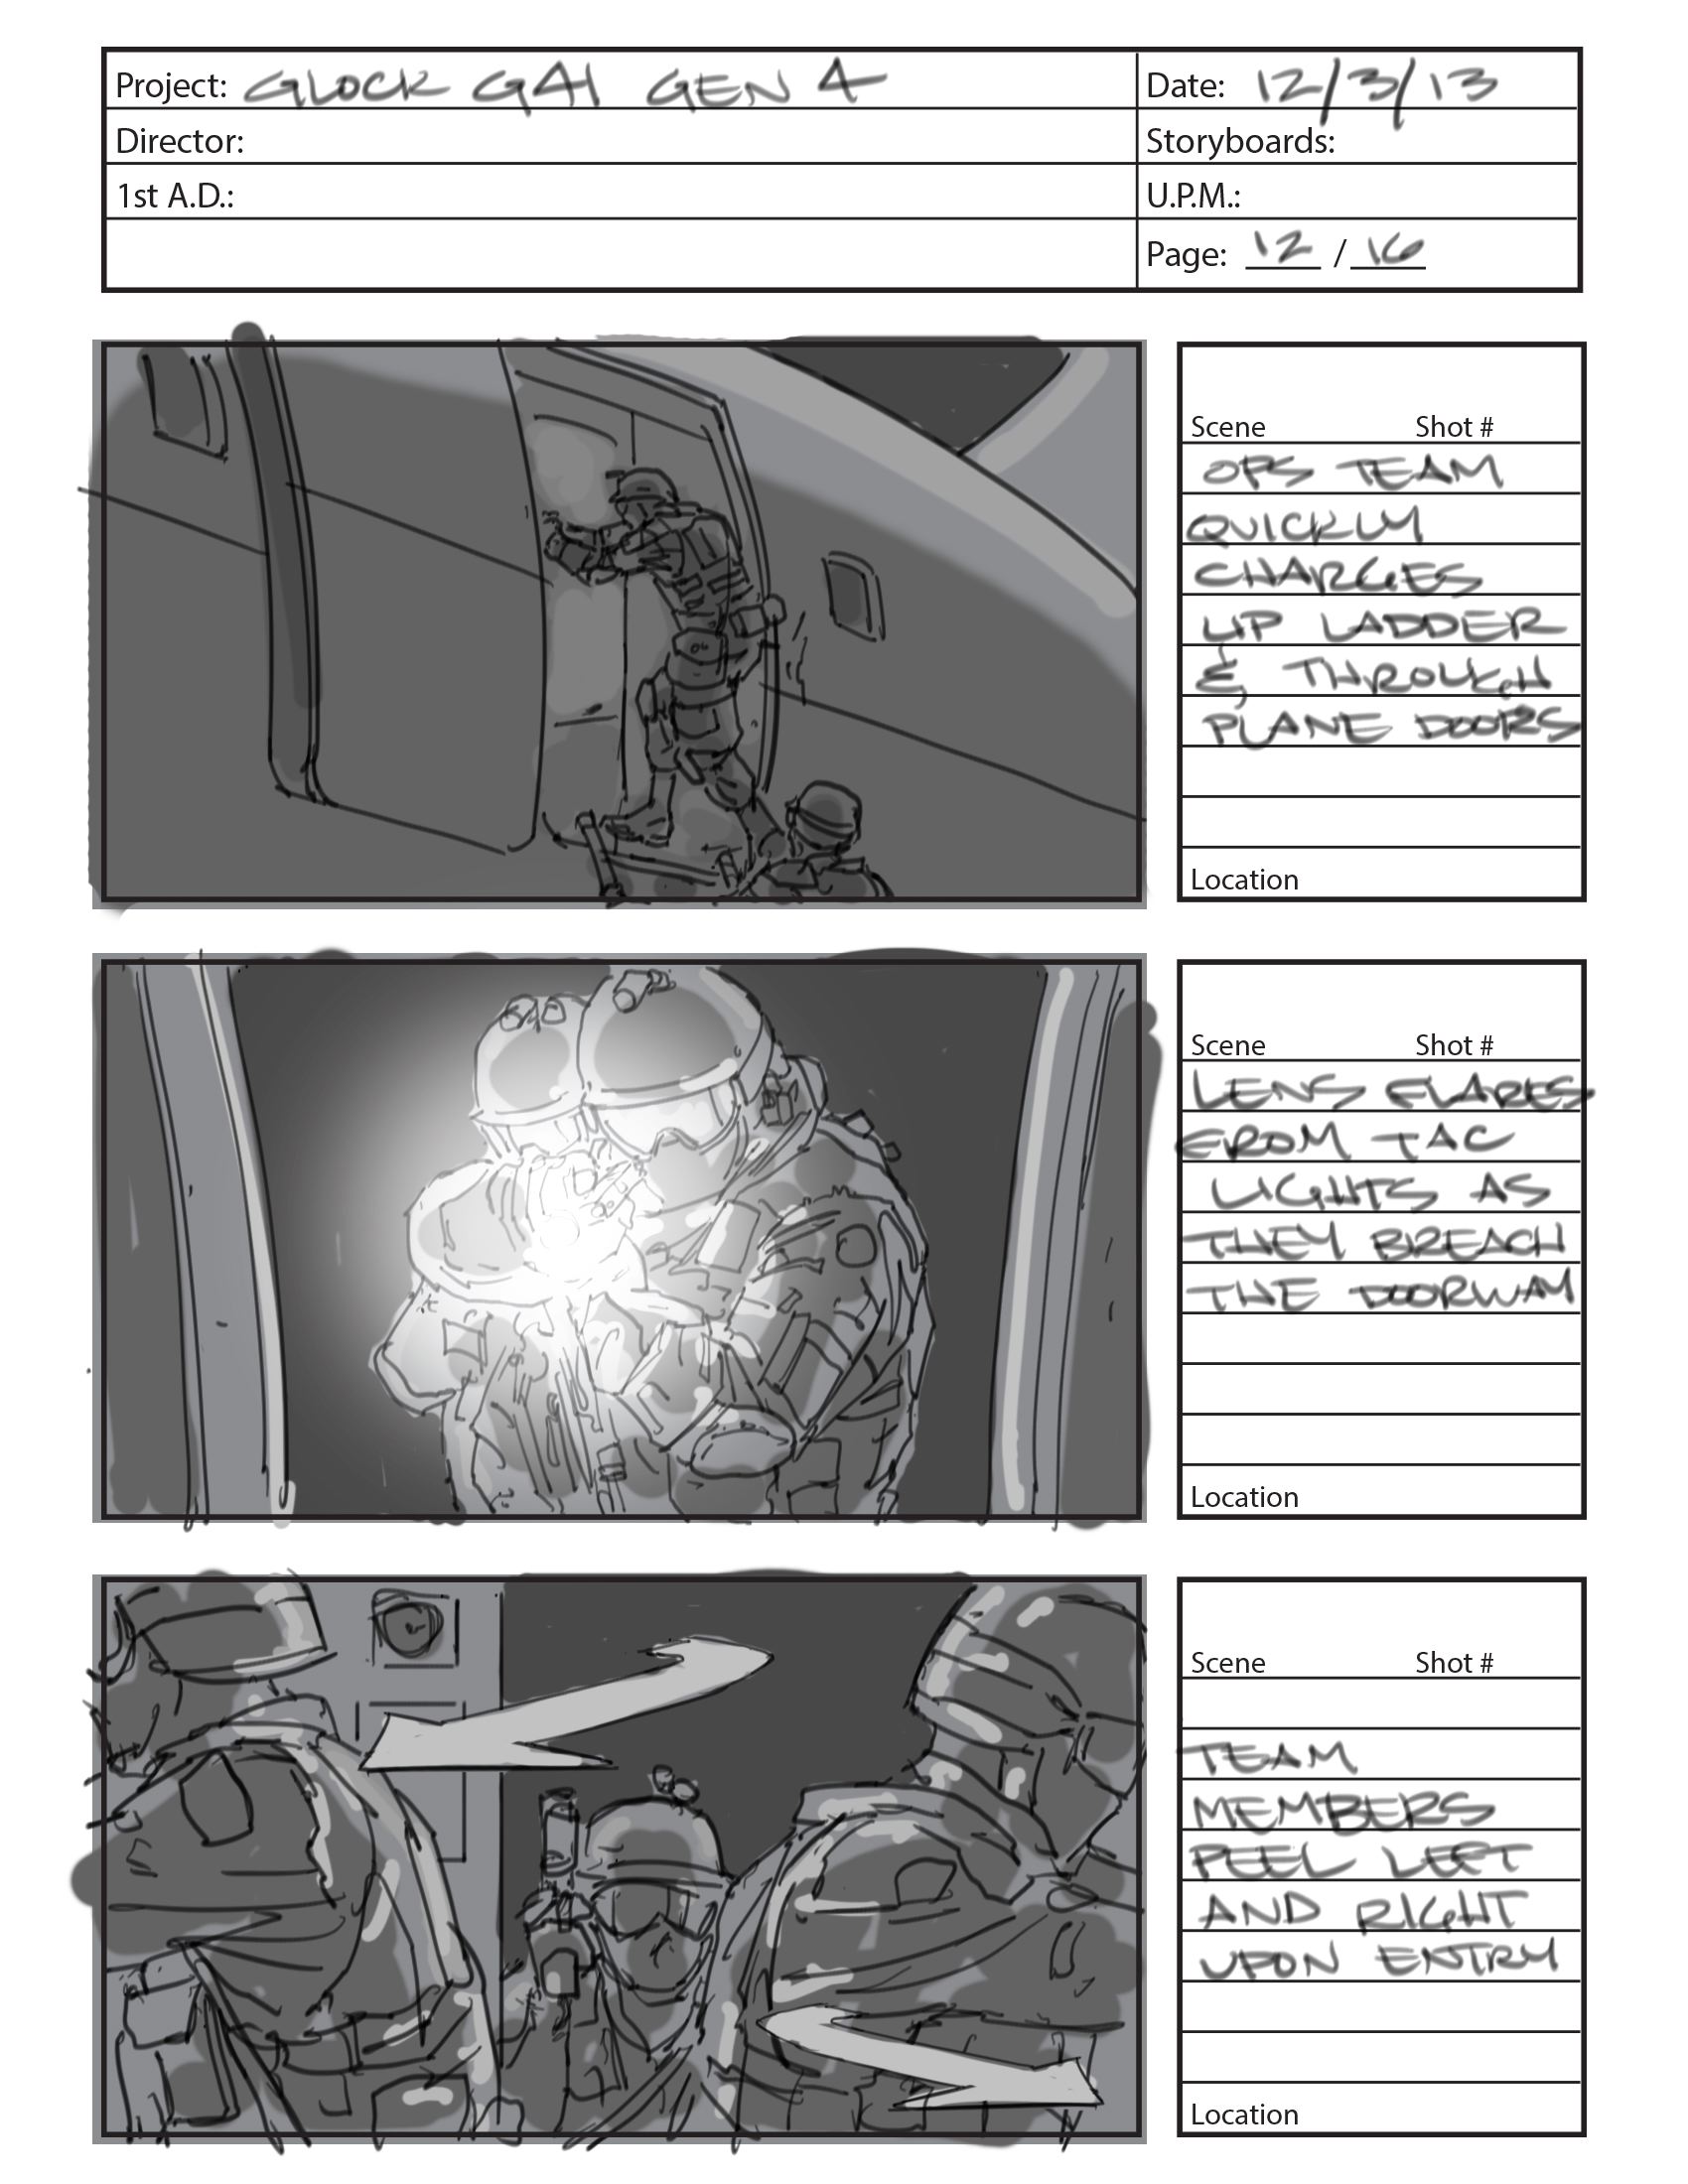 Project: GLOCK G41 GEN 4
Date: 12/3/13
Director:
Storyboards:
1st A.D.:
U.P.M.:
Page: 12 / 16
Scene Shot #
OPS TEAM
QUICKLY
CHARGES
UP LADDER
& THROUGH
PLANE DOORS
Location
Scene Shot #
LENS FLARES
FROM TAC
LIGHTS AS
THEY BREACH
THE DOORWAY
Location
Scene Shot #
TEAM
MEMBERS
PEEL LEFT
AND RIGHT
UPON ENTRY
Location